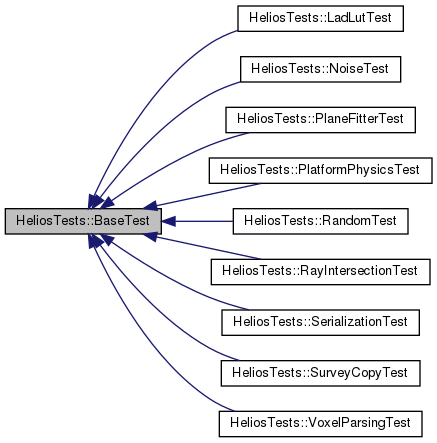 HeliosTests::LadLutTest
HeliosTests::NoiseTest
HeliosTests::PlaneFitterTest
HeliosTests::PlatformPhysicsTest
HeliosTests::BaseTest
HeliosTests::RandomTest
HeliosTests::RayIntersectionTest
HeliosTests::SerializationTest
HeliosTests::SurveyCopyTest
HeliosTests::VoxelParsingTest